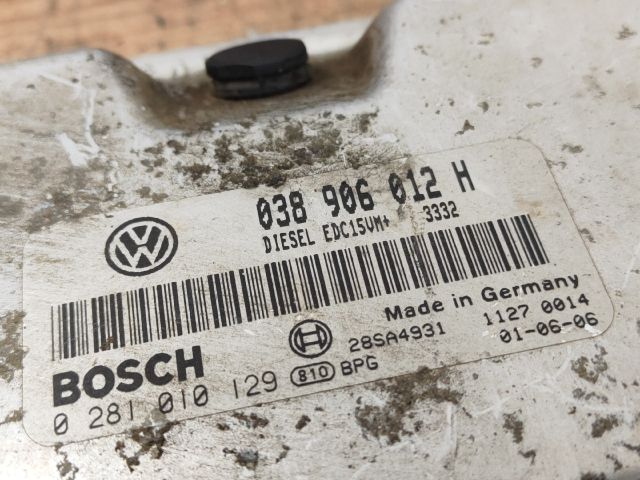 038 906 012 H
DIESEL EDC15VM+ 3332
VW
Made in Germany
BOSCH
28SA4931
1127 0014
0 281 010 129
810
BPG
01-06-06